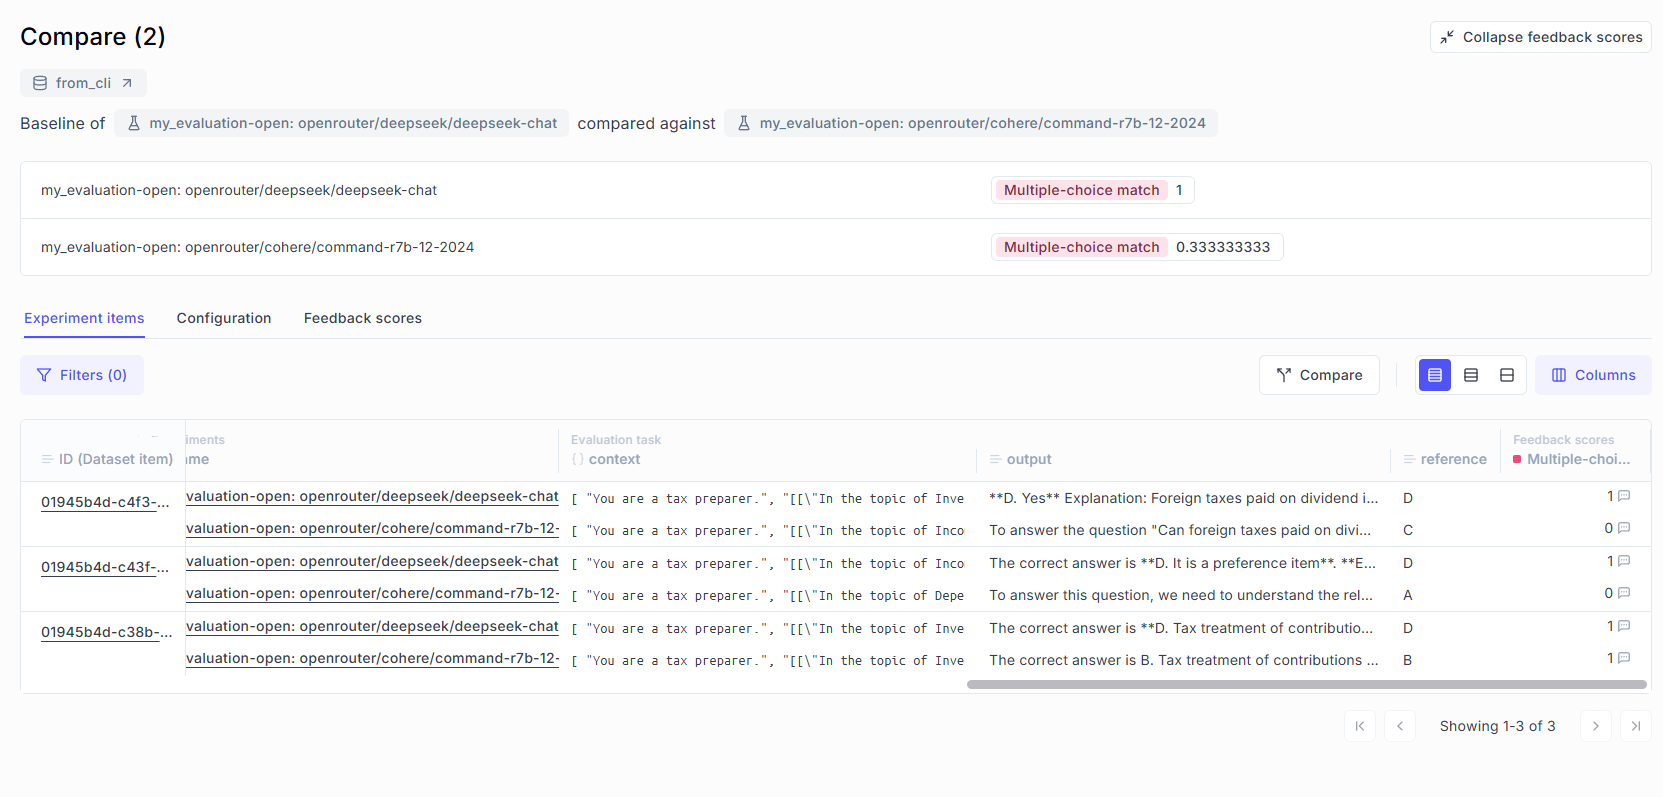 Compare (2)
Collapse feedback scores
from_cli
Baseline of my_evaluation-open: openrouter/deepseek/deepseek-chat compared against my_evaluation-open: openrouter/cohere/command-r7b-12-2024
my_evaluation-open: openrouter/deepseek/deepseek-chat Multiple-choice match 1
my_evaluation-open: openrouter/cohere/command-r7b-12-2024 Multiple-choice match 0.333333333
Experiment items Configuration Feedback scores
Filters (0) Compare Columns
iments Evaluation task Feedback scores
ID (Dataset item) me {} context output reference Multiple-choi...
01945b4d-c4f3-... valuation-open: openrouter/deepseek/deepseek-chat [ "You are a tax preparer.", "[[\"In the topic of Inve **D. Yes** Explanation: Foreign taxes paid on dividend i... D 1
valuation-open: openrouter/cohere/command-r7b-12- [ "You are a tax preparer.", "[[\"In the topic of Inco To answer the question "Can foreign taxes paid on divi... C 0
01945b4d-c43f-... valuation-open: openrouter/deepseek/deepseek-chat [ "You are a tax preparer.", "[[\"In the topic of Inco The correct answer is **D. It is a preference item**. **E... D 1
valuation-open: openrouter/cohere/command-r7b-12- [ "You are a tax preparer.", "[[\"In the topic of Depe To answer this question, we need to understand the rel... A 0
01945b4d-c38b-... valuation-open: openrouter/deepseek/deepseek-chat [ "You are a tax preparer.", "[[\"In the topic of Inve The correct answer is **D. Tax treatment of contributio... D 1
valuation-open: openrouter/cohere/command-r7b-12- [ "You are a tax preparer.", "[[\"In the topic of Inve The correct answer is B. Tax treatment of contributions ... B 1
Showing 1-3 of 3